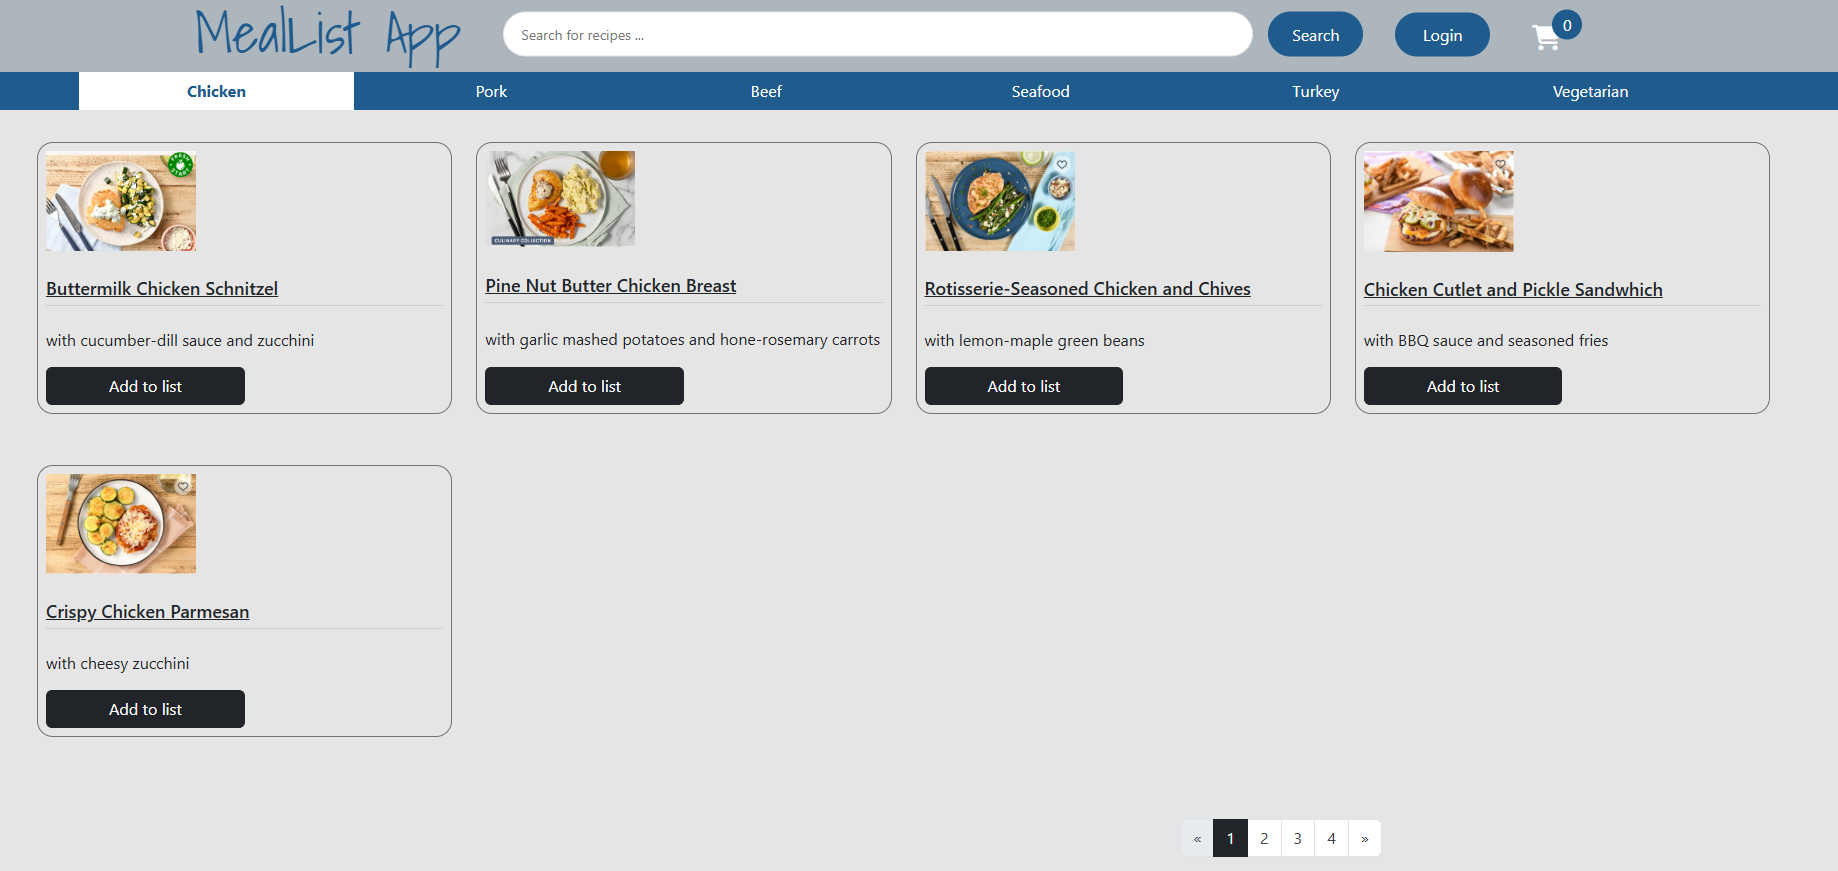 MealList App
Search for recipes ...
Search
Login
0
Chicken
Pork
Beef
Seafood
Turkey
Vegetarian
FRESH START
CULINARY COLLECTION
Buttermilk Chicken Schnitzel
Pine Nut Butter Chicken Breast
Rotisserie-Seasoned Chicken and Chives
Chicken Cutlet and Pickle Sandwhich
with cucumber-dill sauce and zucchini
with garlic mashed potatoes and hone-rosemary carrots
with lemon-maple green beans
with BBQ sauce and seasoned fries
Add to list
Add to list
Add to list
Add to list
Crispy Chicken Parmesan
with cheesy zucchini
Add to list
« 1 2 3 4 »